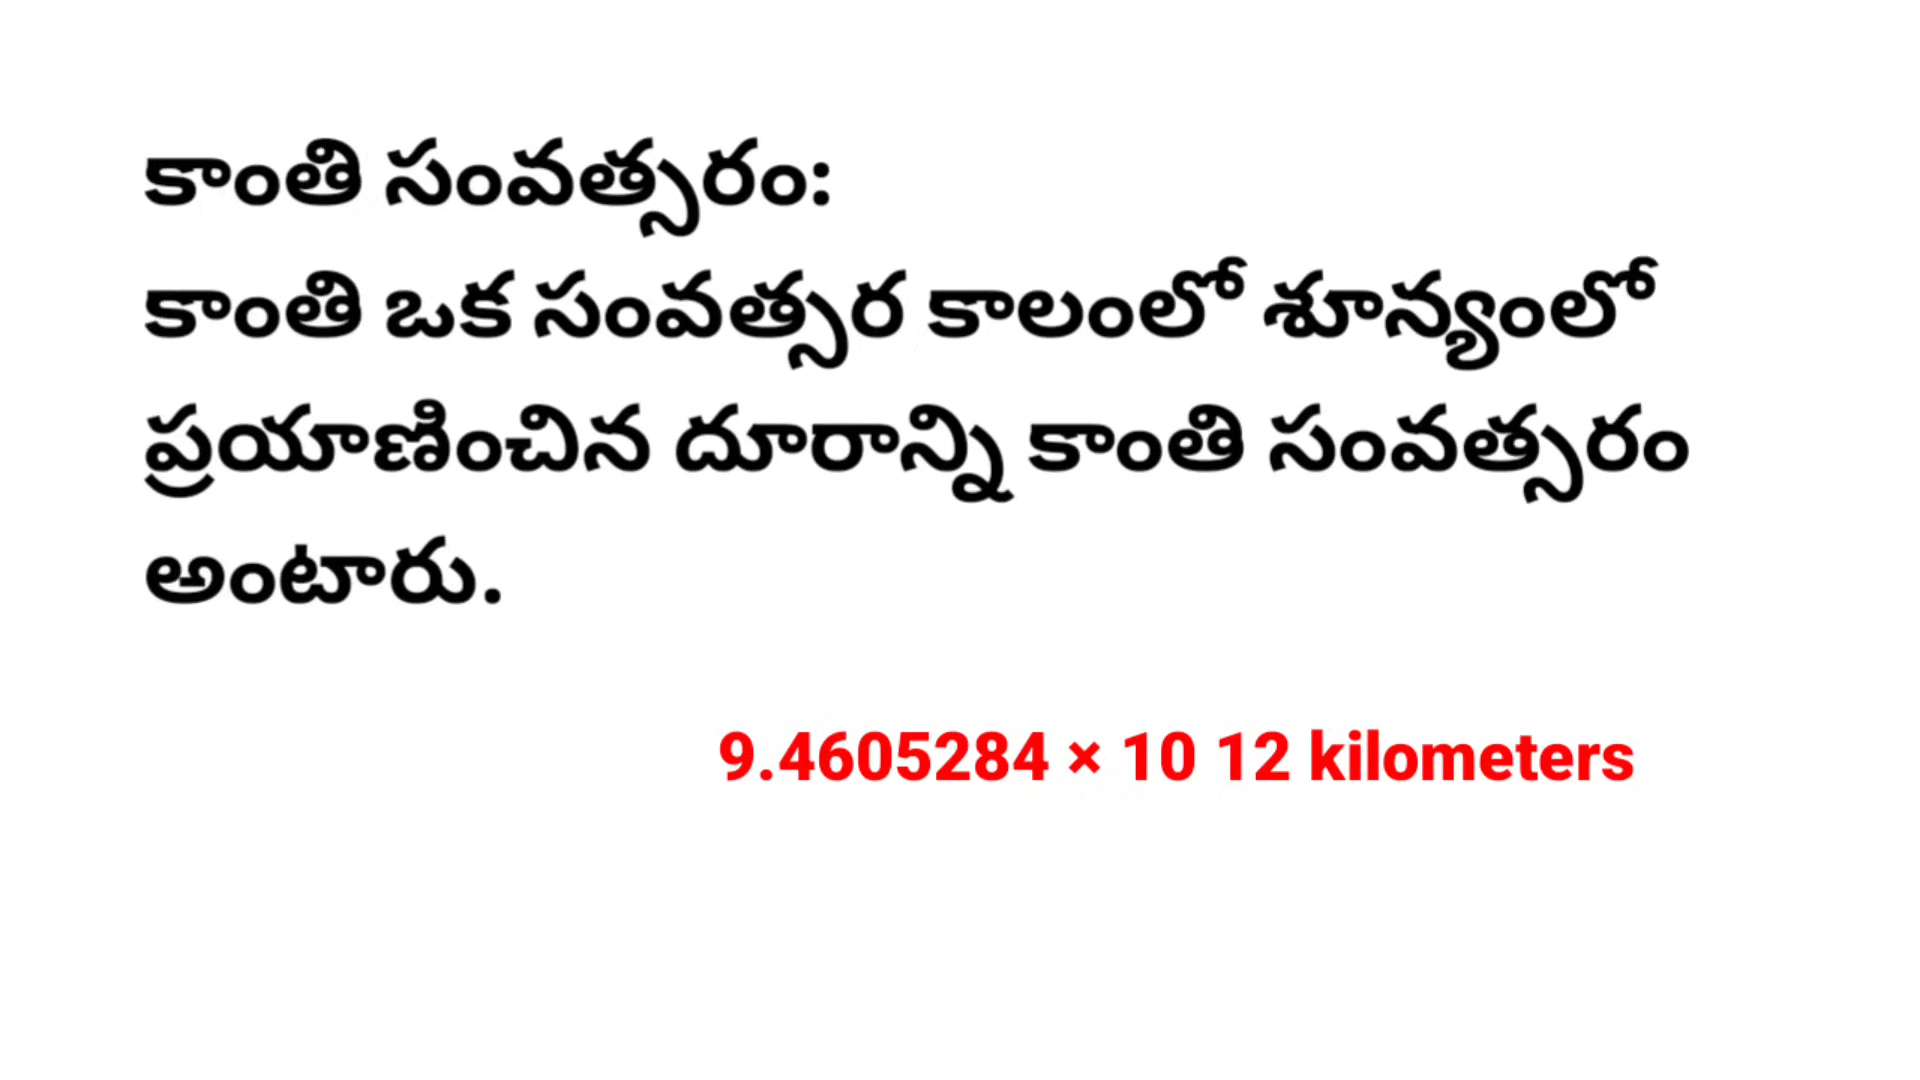 కాంతి సంవత్సరం:
కాంతి ఒక సంవత్సర కాలంలో శూన్యంలో
ప్రయాణించిన దూరాన్ని కాంతి సంవత్సరం
అంటారు.
9.4605284 × 10 12 kilometers